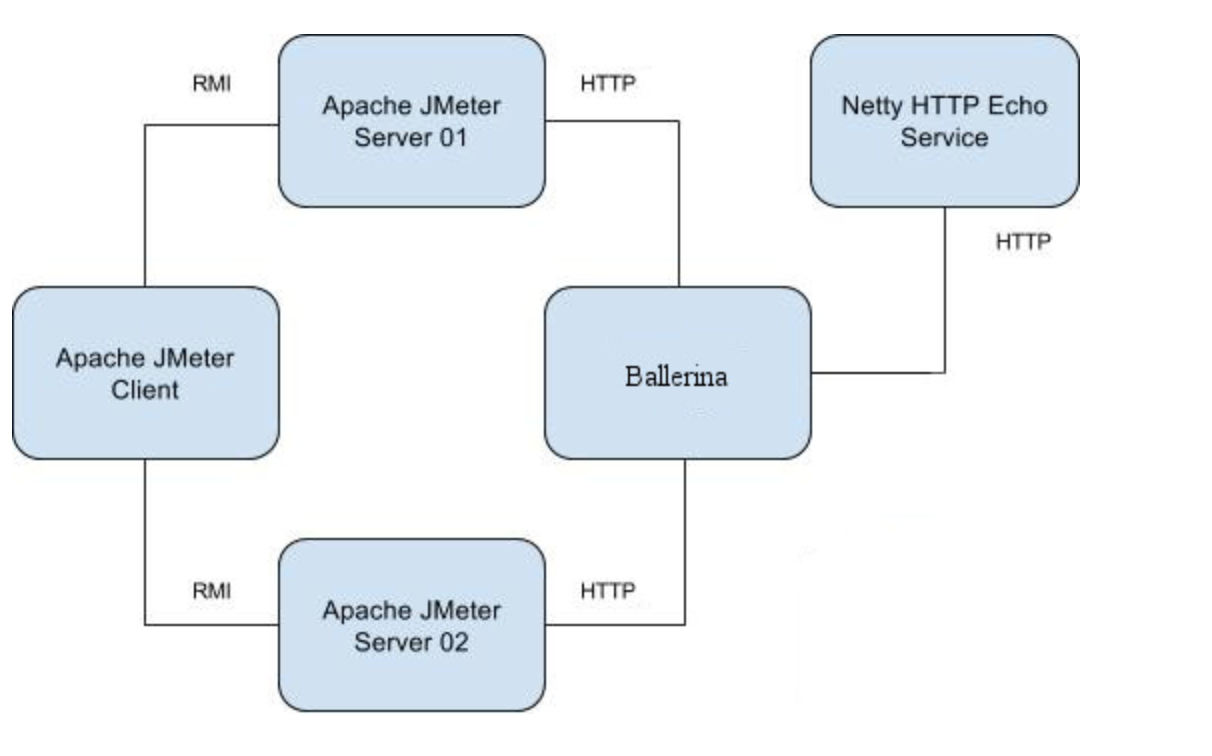 RMI
Apache JMeter
Server 01
HTTP
Netty HTTP Echo
Service
HTTP
Apache JMeter
Client
Ballerina
RMI
Apache JMeter
Server 02
HTTP